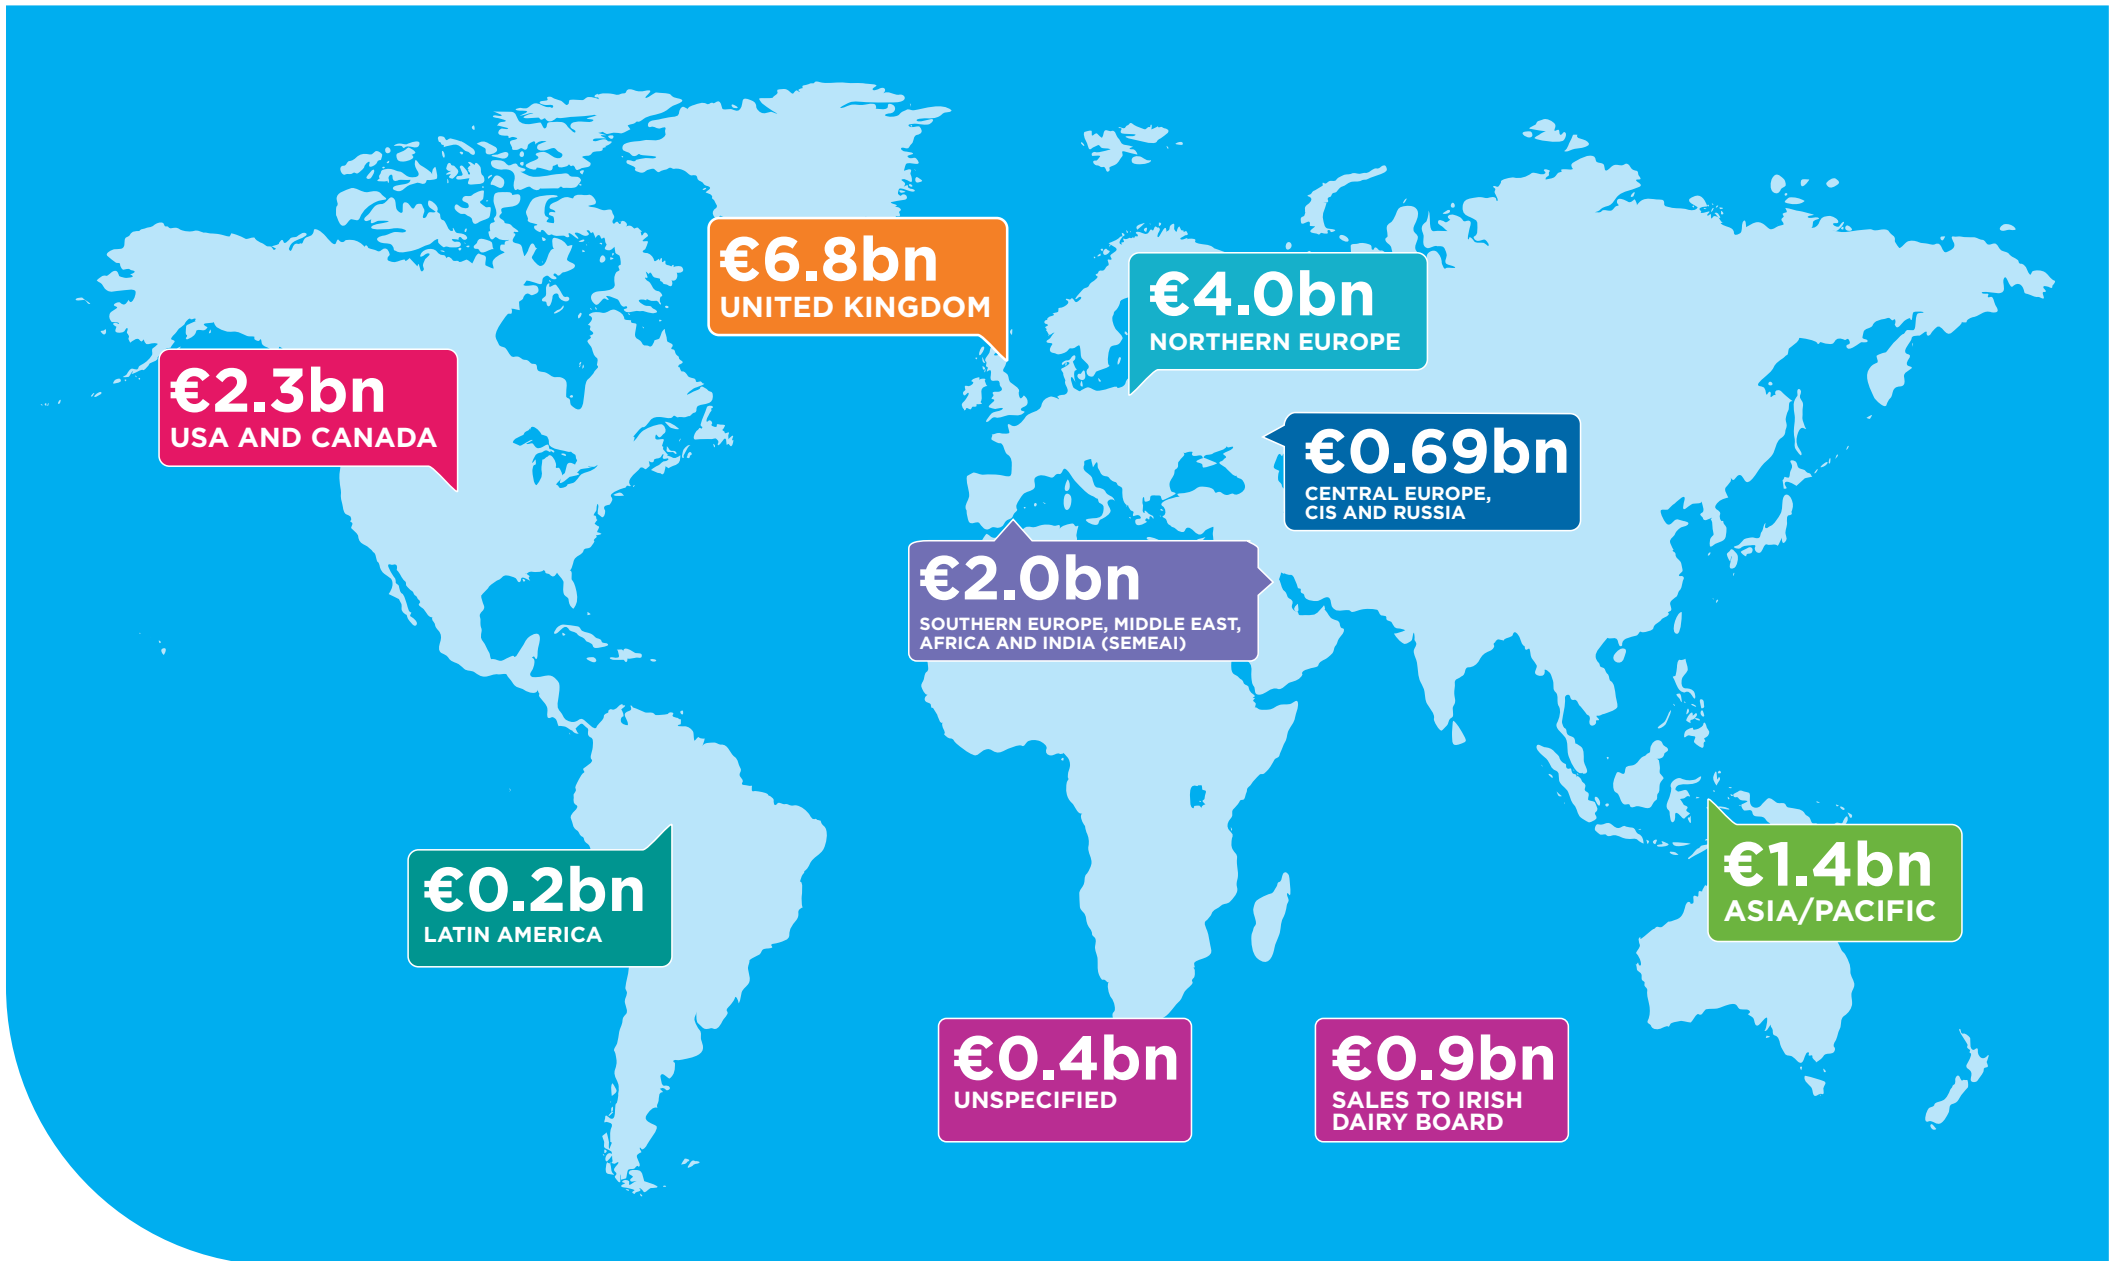 €6.8bn
UNITED KINGDOM
€4.0bn
NORTHERN EUROPE
€2.3bn
USA AND CANADA
€0.69bn
CENTRAL EUROPE,
CIS AND RUSSIA
€2.0bn
SOUTHERN EUROPE, MIDDLE EAST,
AFRICA AND INDIA (SEMEAI)
€0.2bn
LATIN AMERICA
€1.4bn
ASIA/PACIFIC
€0.4bn
UNSPECIFIED
€0.9bn
SALES TO IRISH
DAIRY BOARD